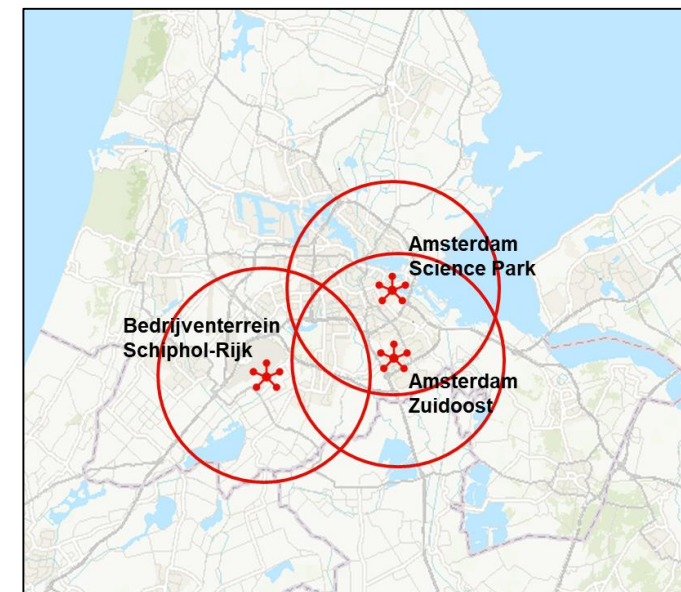 Amsterdam
Science Park
Bedrijventerrein
Schiphol-Rijk
Amsterdam
Zuidoost